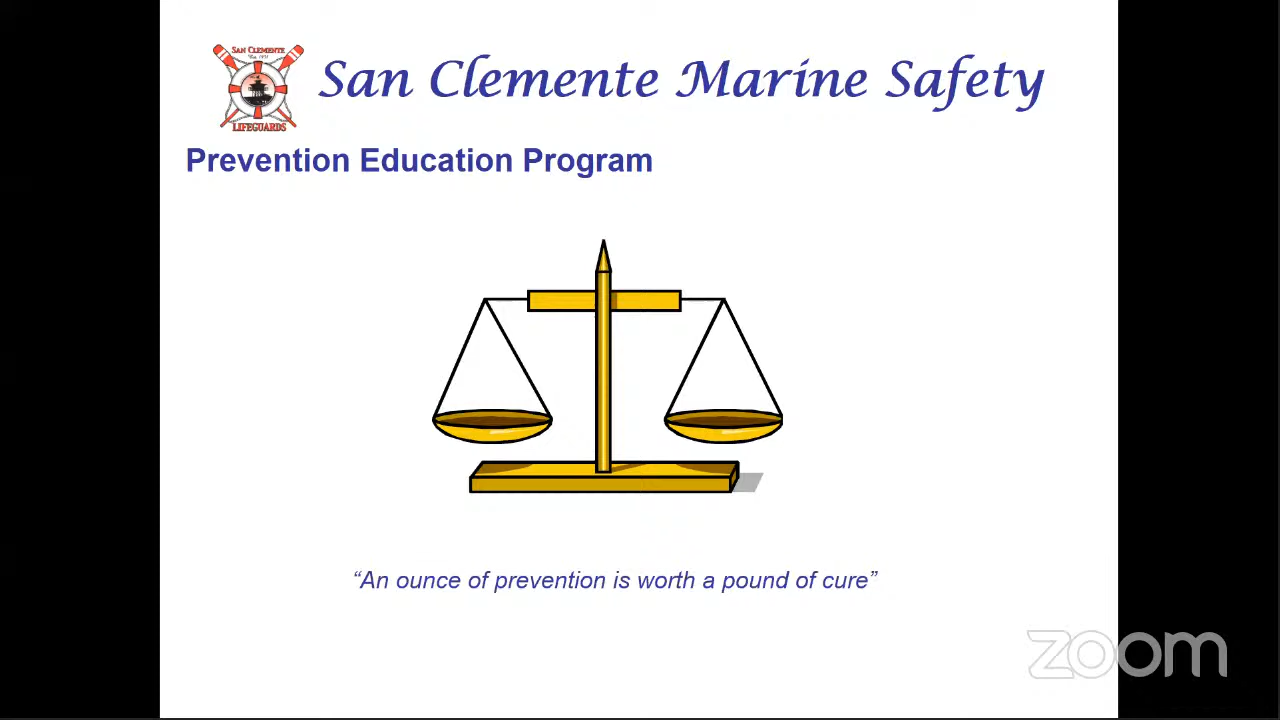 SAN CLEMENTE
LIFEGUARDS
San Clemente Marine Safety
Prevention Education Program
“An ounce of prevention is worth a pound of cure”
zoom